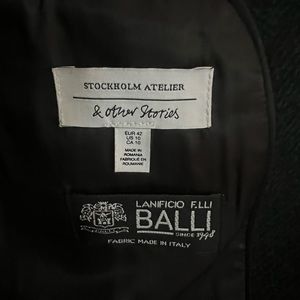 STOCKHOLM ATELIER
& other Stories
EUR 42
US 10
CA 10
MADE IN
ROMANIA
FABRIQUÉ EN
ROUMANIE
LANIFICIO F.LLI
BALLI
SINCE 1948
FABRIC MADE IN ITALY